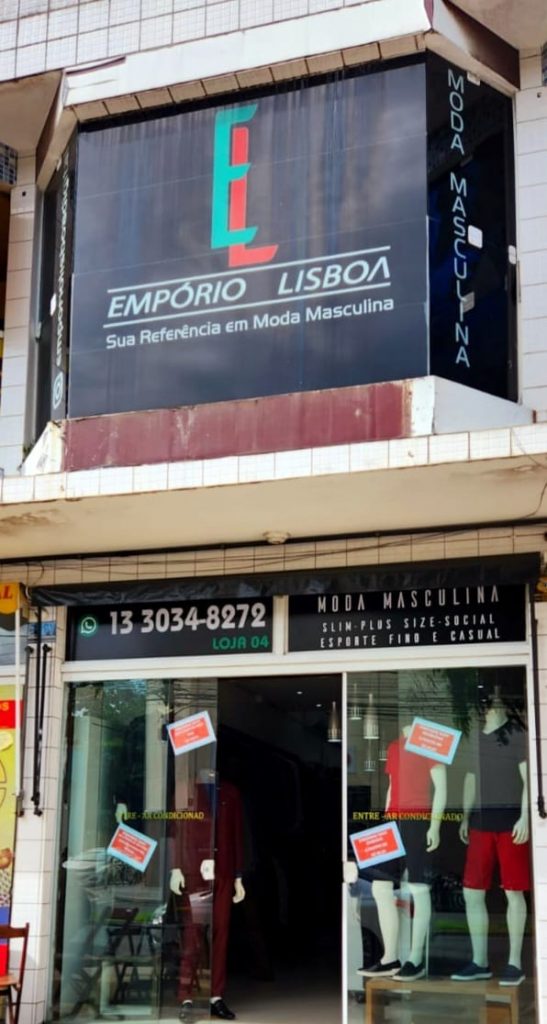 EL
EMPÓRIO LISBOA
Sua Referência em Moda Masculina
MODA MASCULINA
13 3034-8272
LOJA 04
MODA MASCULINA
SLIM-PLUS SIZE-SOCIAL
ESPORTE FINO E CASUAL
ENTRE - AR CONDICIONAD
ENTRE - AR CONDICIONADO